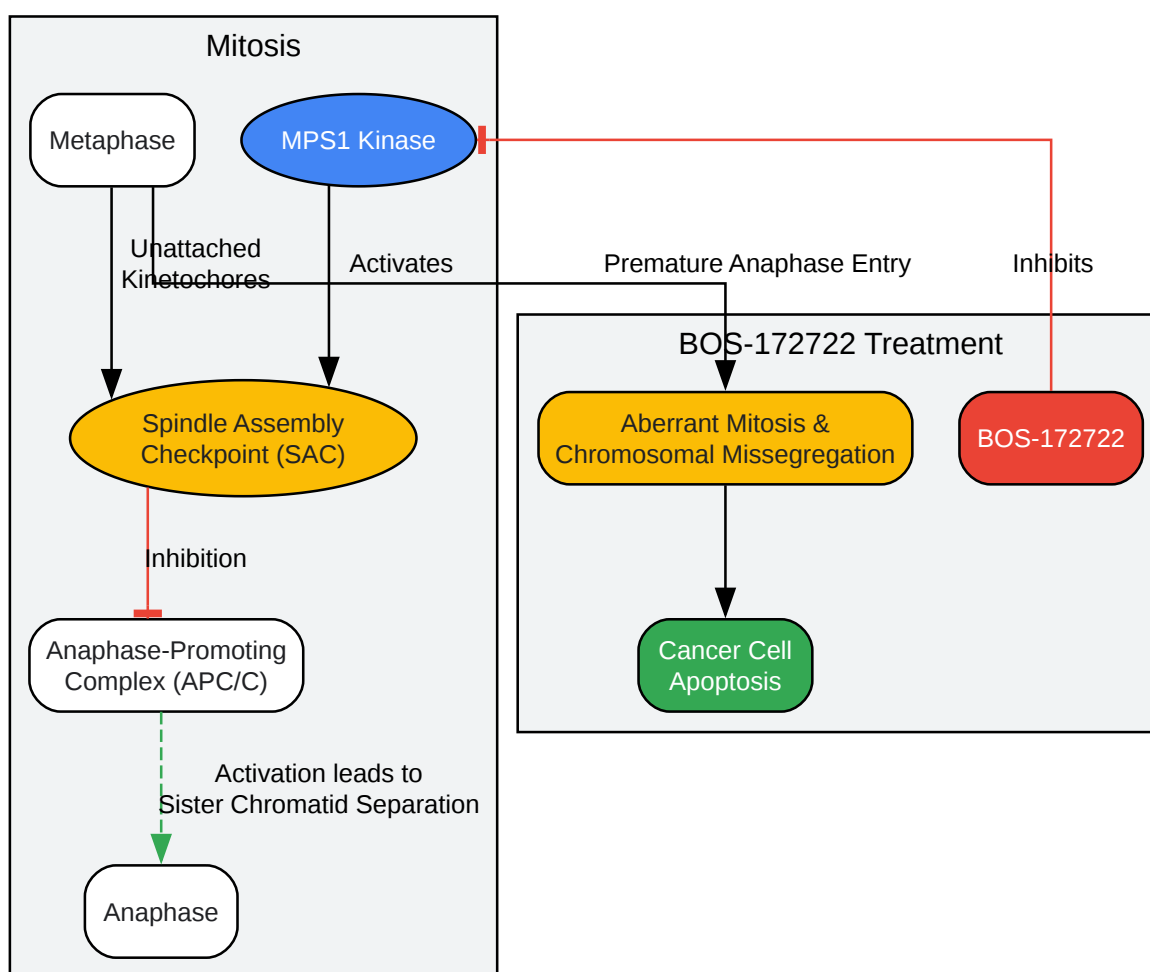 Mitosis
Metaphase
MPS1 Kinase
Unattached
Kinetochores
Activates
Premature Anaphase Entry
Inhibits
BOS-172722 Treatment
Spindle Assembly
Checkpoint (SAC)
Aberrant Mitosis &
Chromosomal Missegregation
BOS-172722
Inhibition
Anaphase-Promoting
Complex (APC/C)
Cancer Cell
Apoptosis
Activation leads to
Sister Chromatid Separation
Anaphase